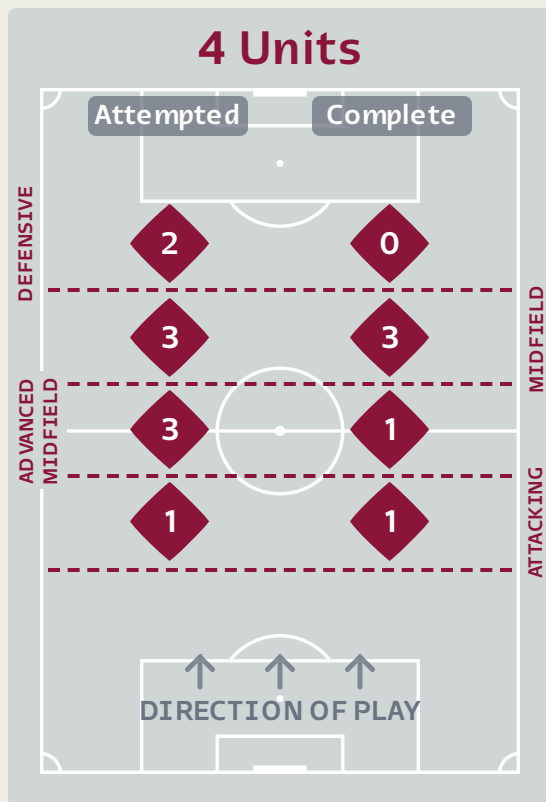 4 Units
Attempted
Complete
DEFENSIVE
2
0
MIDFIELD
3
3
ADVANCED
MIDFIELD
3
1
ATTACKING
1
1
DIRECTION OF PLAY